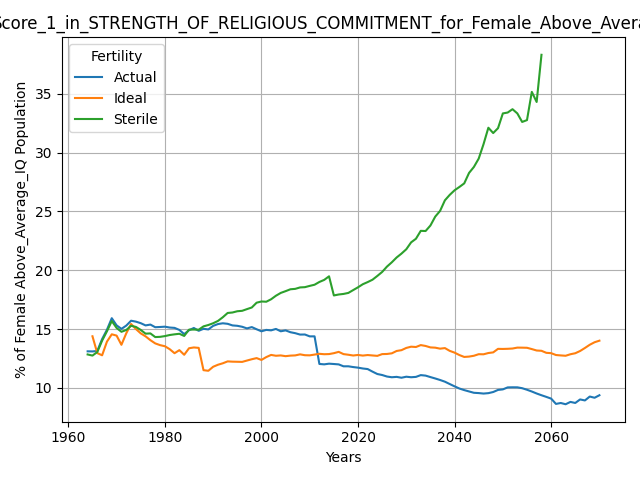 Score_1_in_STRENGTH_OF_RELIGIOUS_COMMITMENT_for_Female_Above_Avera
Fertility
Actual
Ideal
Sterile
% of Female Above_Average_IQ Population
35
30
25
20
15
10
1960 1980 2000 2020 2040 2060
Years